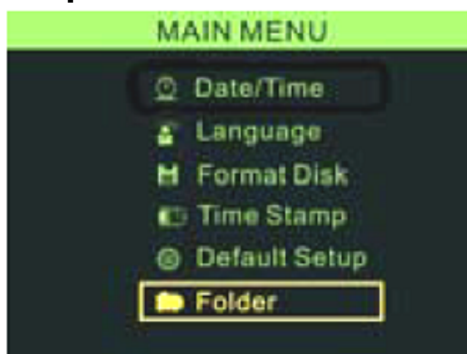 MAIN MENU
Date/Time
Language
Format Disk
Time Stamp
Default Setup
Folder